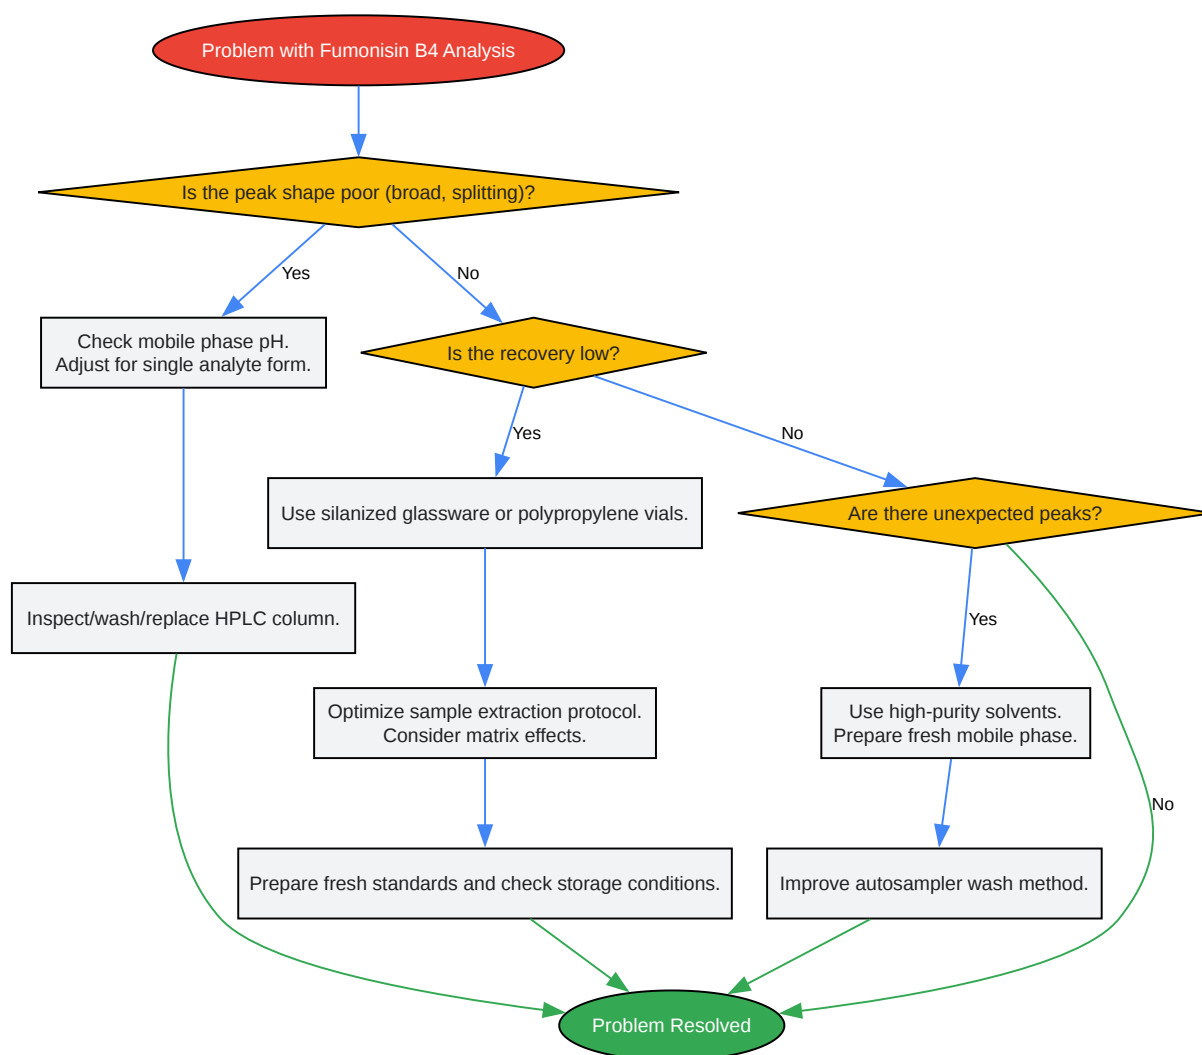 Problem with Fumonisin B4 Analysis
Is the peak shape poor (broad, splitting)?
Yes
No
Check mobile phase pH.
Adjust for single analyte form.
Is the recovery low?
Yes
No
Use silanized glassware or polypropylene vials.
Are there unexpected peaks?
Inspect/wash/replace HPLC column.
Yes
Optimize sample extraction protocol.
Consider matrix effects.
Use high-purity solvents.
Prepare fresh mobile phase.
No
Prepare fresh standards and check storage conditions.
Improve autosampler wash method.
Problem Resolved